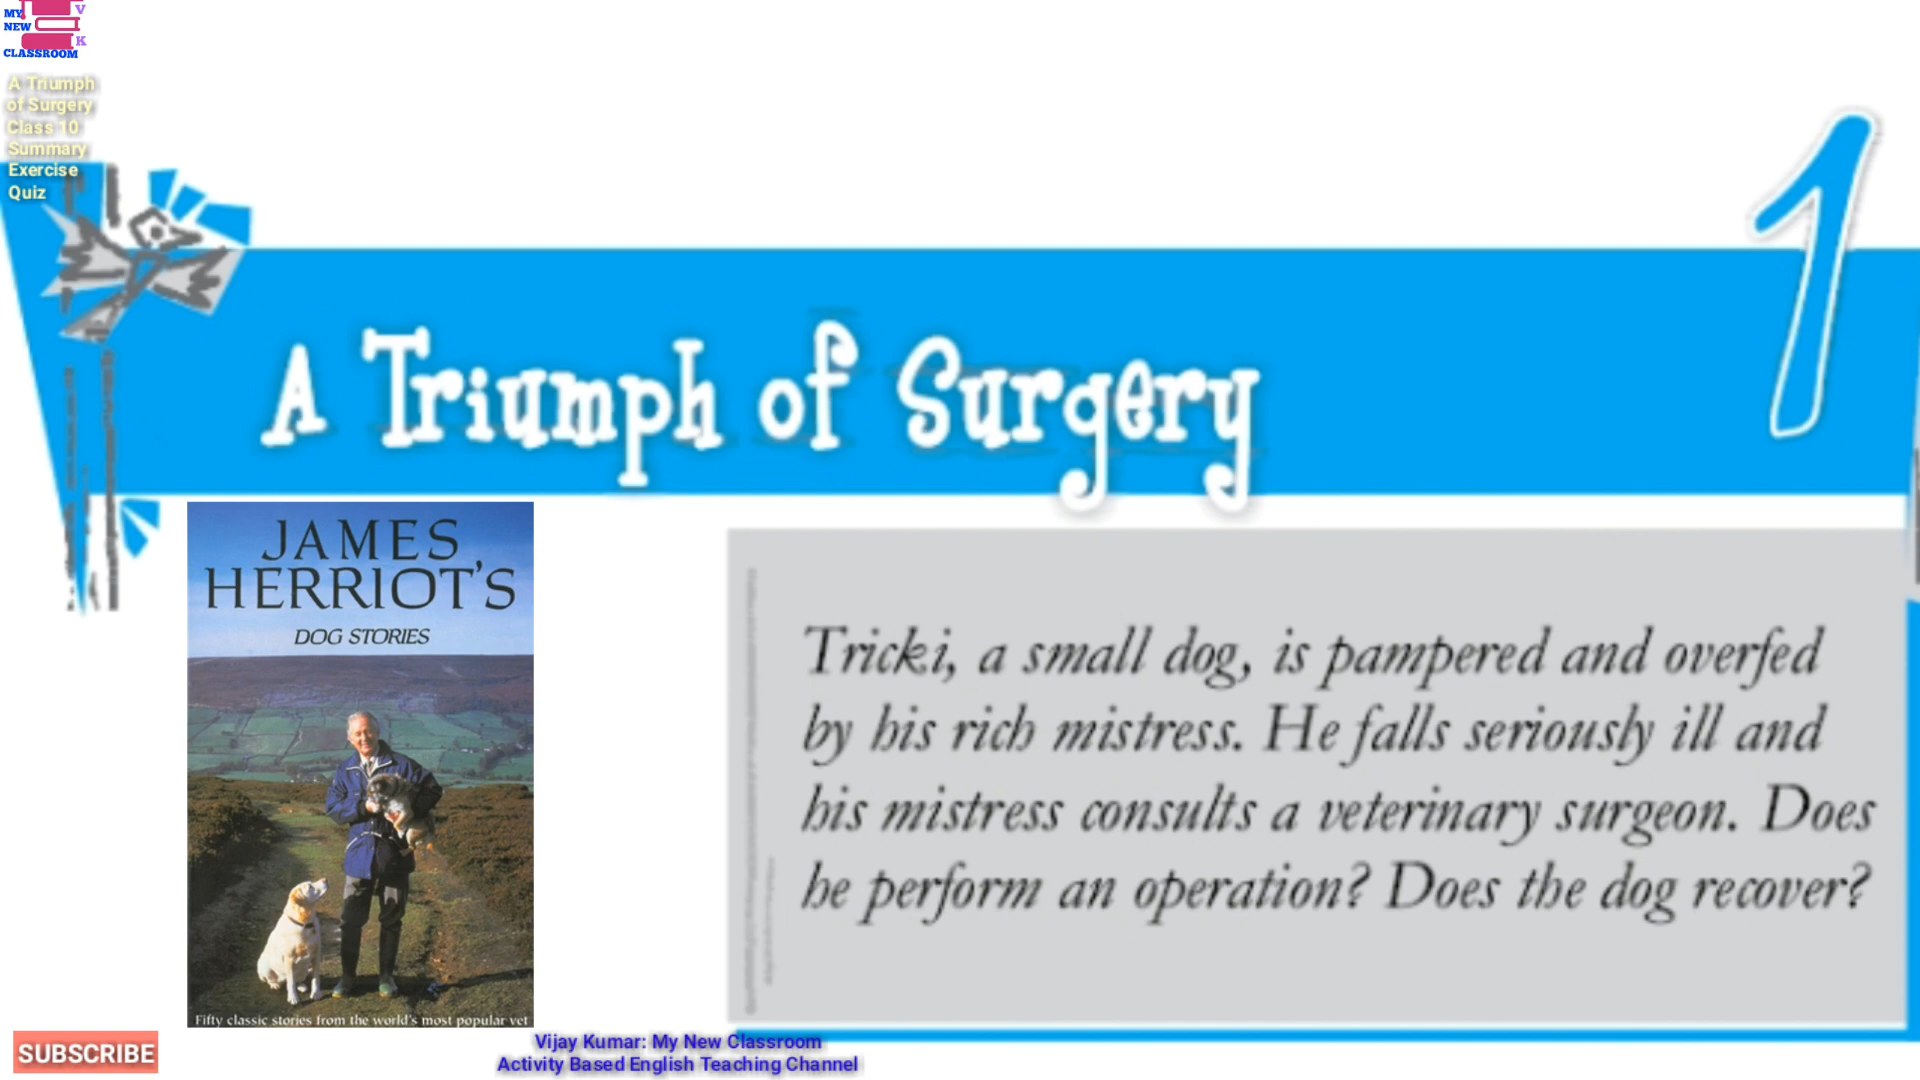 MY
NEW
CLASSROOM
V
K
A Triumph
of Surgery
Class 10
Summary
Exercise
Quiz
1
A Triumph of Surgery
JAMES
HERRIOT'S
DOG STORIES
Fifty classic stories from the world's most popular vet
Tricki, a small dog, is pampered and overfed
by his rich mistress. He falls seriously ill and
his mistress consults a veterinary surgeon. Does
he perform an operation? Does the dog recover?
SUBSCRIBE
Vijay Kumar: My New Classroom
Activity Based English Teaching Channel